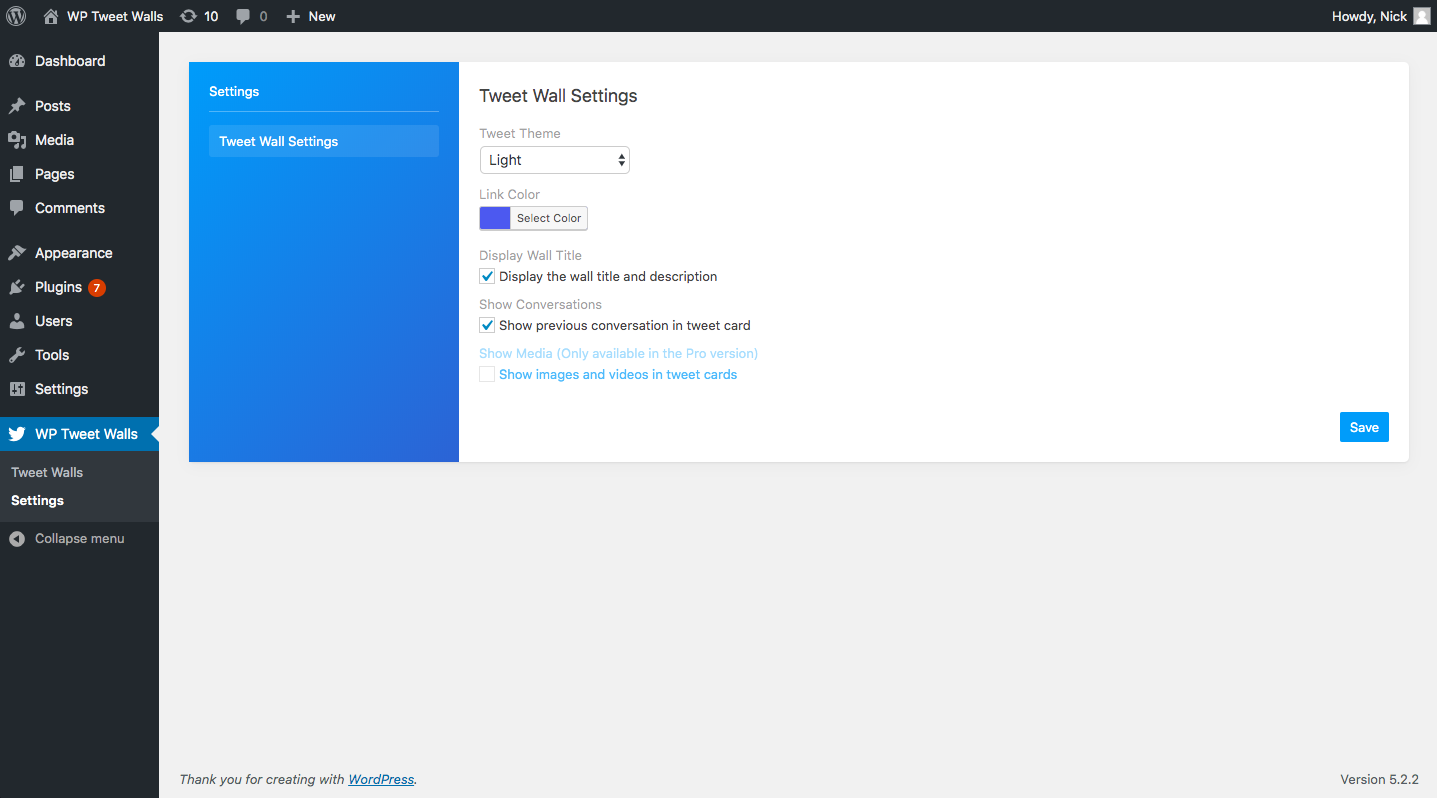 WP Tweet Walls 10 0 New Howdy, Nick
Dashboard
Posts
Media
Pages
Comments
Appearance
Plugins 7
Users
Tools
Settings
WP Tweet Walls
Tweet Walls
Settings
Collapse menu
Settings
Tweet Wall Settings
Tweet Wall Settings
Tweet Theme
Light
Link Color
Select Color
Display Wall Title
Display the wall title and description
Show Conversations
Show previous conversation in tweet card
Show Media (Only available in the Pro version)
Show images and videos in tweet cards
Save
Thank you for creating with WordPress. Version 5.2.2